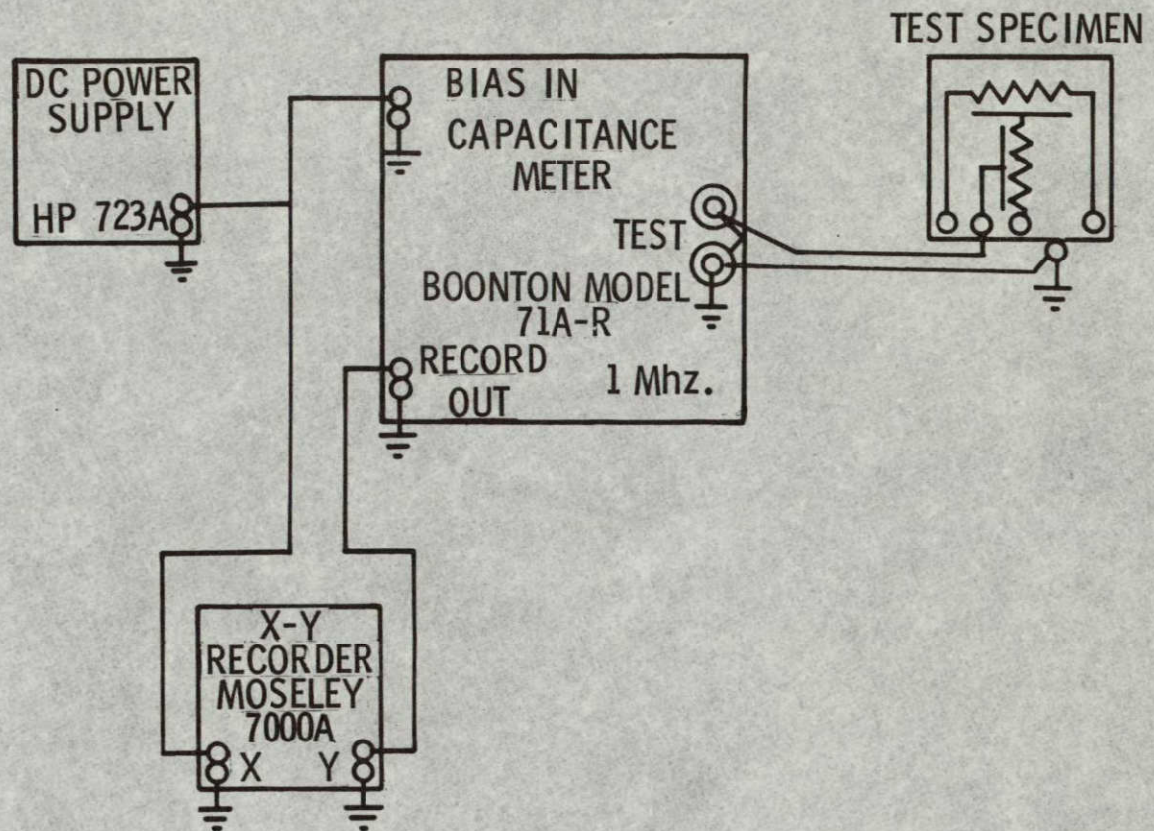 TEST SPECIMEN
DC POWER
SUPPLY
HP 723A
BIAS IN
CAPACITANCE
METER
TEST
BOONTON MODEL
71A-R
RECORD
OUT
1 Mhz.
X-Y
RECORDER
MOSELEY
7000A
X Y